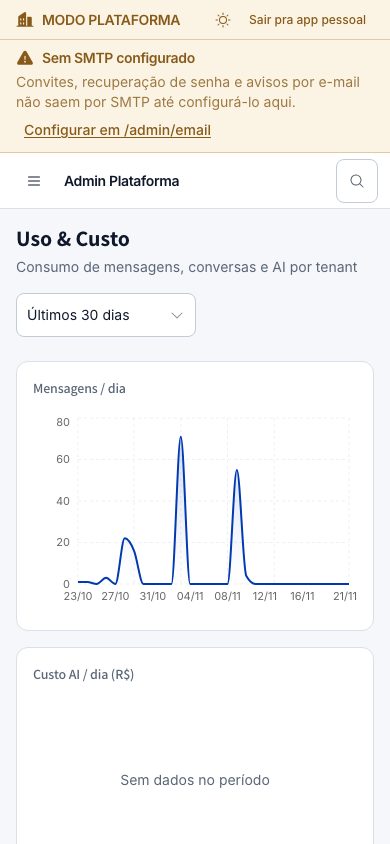 MODO PLATAFORMA
Sair pra app pessoal
Sem SMTP configurado
Convites, recuperação de senha e avisos por e-mail
não saem por SMTP até configurá-lo aqui.
Configurar em /admin/email
Admin Plataforma
Uso & Custo
Consumo de mensagens, conversas e AI por tenant
Últimos 30 dias
Mensagens / dia
80
60
40
20
0
23/10 27/10 31/10 04/11 08/11 12/11 16/11 21/11
Custo AI / dia (R$)
Sem dados no período